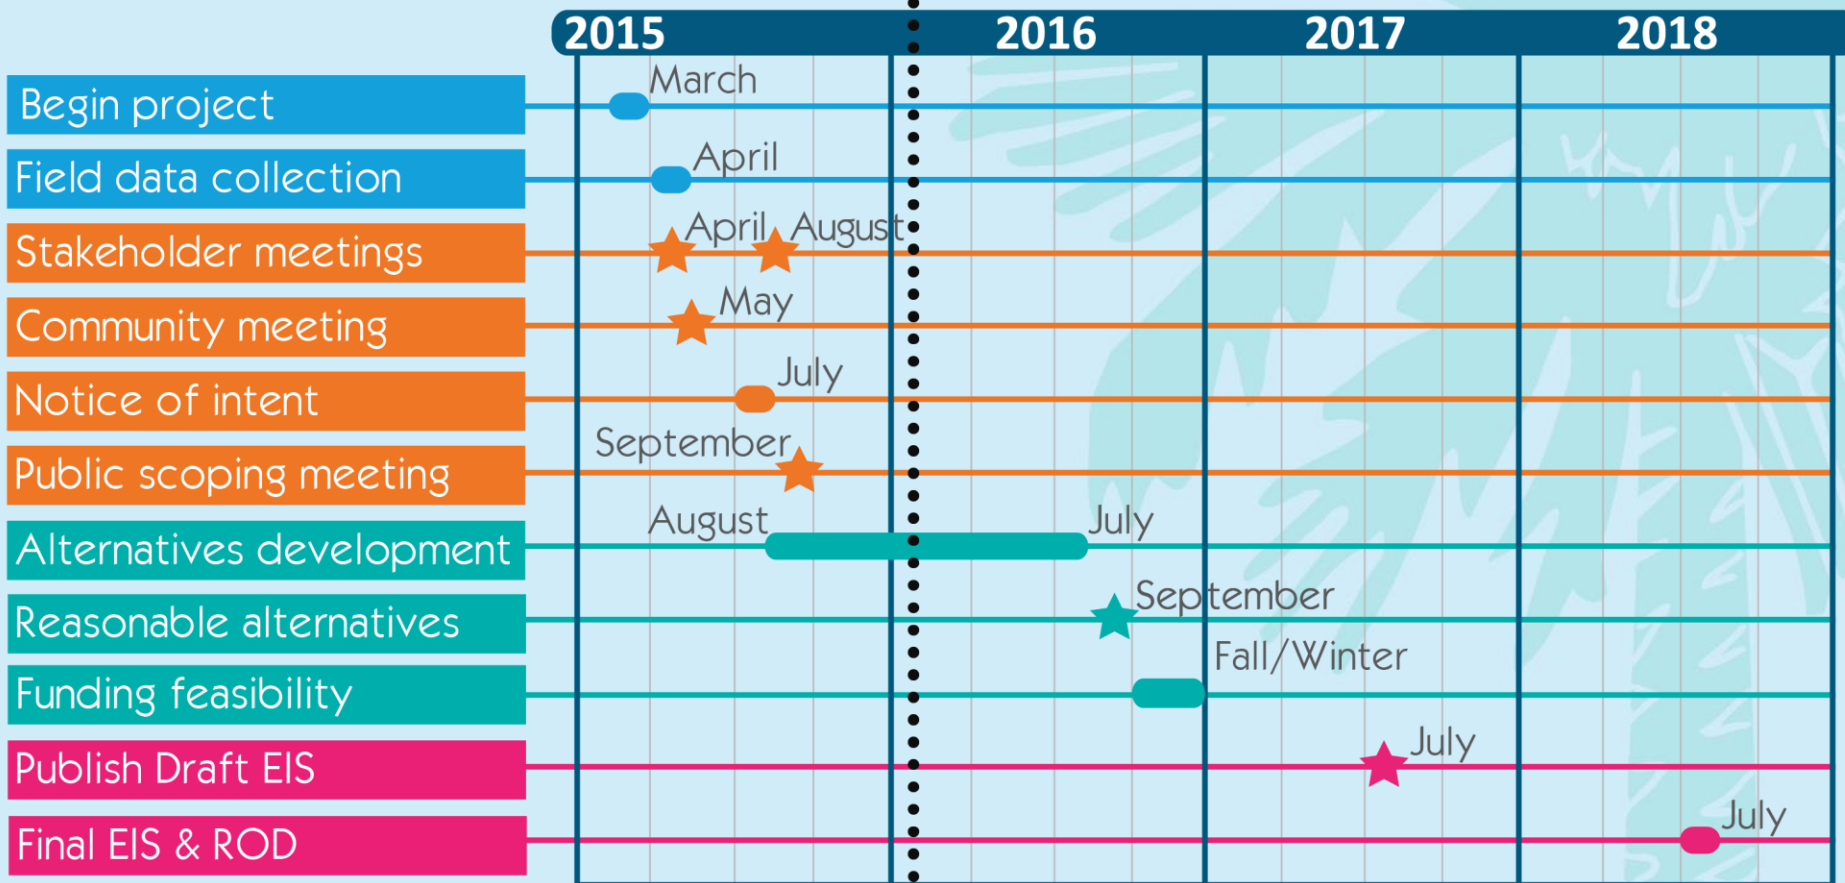 2015 2016 2017 2018
Begin project March
Field data collection April
Stakeholder meetings April August
Community meeting May
Notice of intent July
Public scoping meeting September
Alternatives development August July
Reasonable alternatives September
Funding feasibility Fall/Winter
Publish Draft EIS July
Final EIS & ROD July